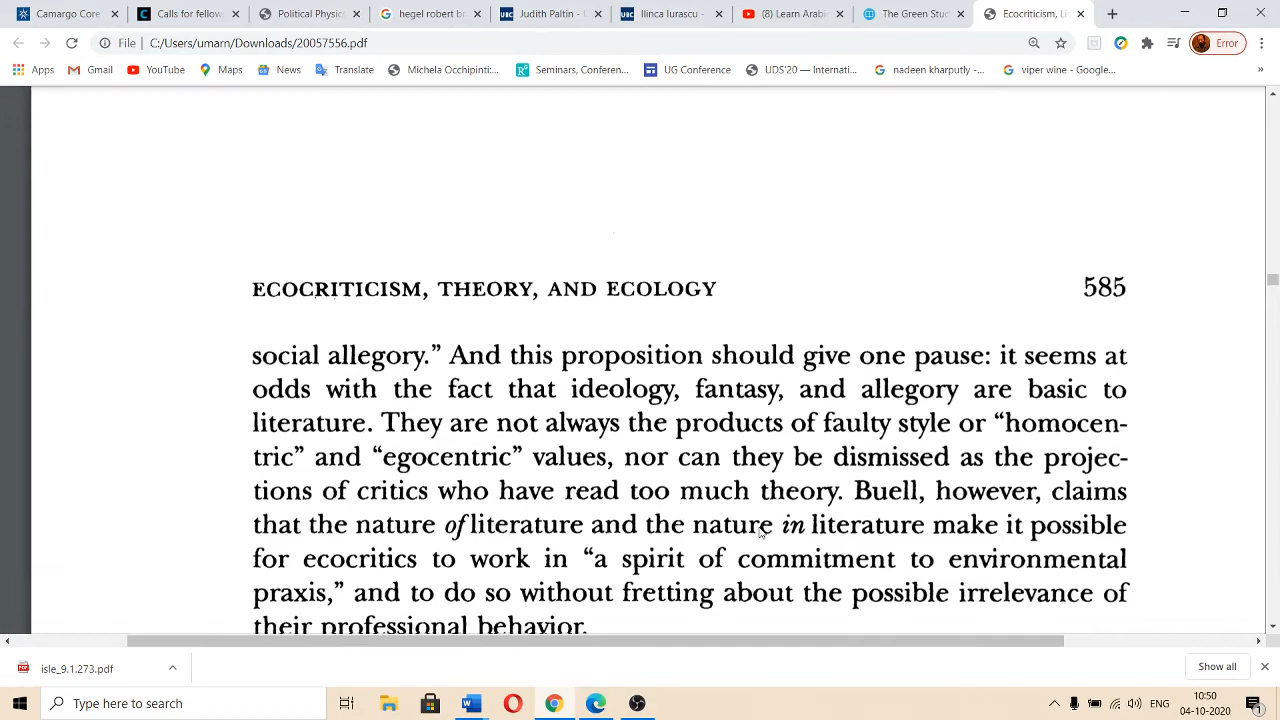 Cargo Core
Calls for fellow
Political Physic
hegel robert ster
Judith Paltin - U
Ilinca Iurascu -
(8) Learn Arabi
The Green Stud
Ecocriticism, Li
File | C:/Users/umarn/Downloads/20057556.pdf
Error
Apps
Gmail
YouTube
Maps
News
Translate
Michela Occhipinti:...
Seminars, Conferen...
UG Conference
UDS'20 — Internati...
nadeen kharputly -...
viper wine - Google...
»
ECOCRITICISM, THEORY, AND ECOLOGY
585
social allegory.” And this proposition should give one pause: it seems at
odds with the fact that ideology, fantasy, and allegory are basic to
literature. They are not always the products of faulty style or “homocen-
tric” and “egocentric” values, nor can they be dismissed as the projec-
tions of critics who have read too much theory. Buell, however, claims
that the nature of literature and the nature in literature make it possible
for ecocritics to work in “a spirit of commitment to environmental
praxis,” and to do so without fretting about the possible irrelevance of
their professional behavior.
isle_9.1.273.pdf
Show all
Type here to search
ENG
10:50
04-10-2020
1